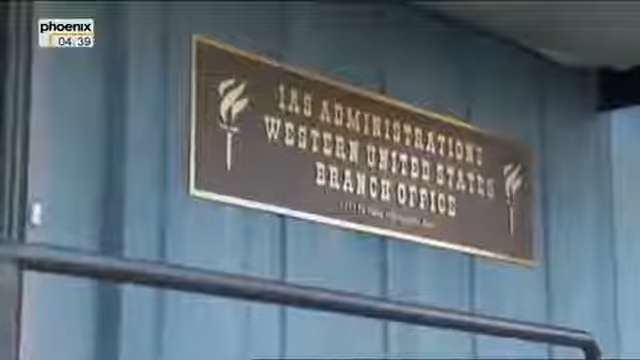 phoenix
04:39
IAS ADMINISTRATIONS
WESTERN UNITED STATES
BRANCH OFFICE